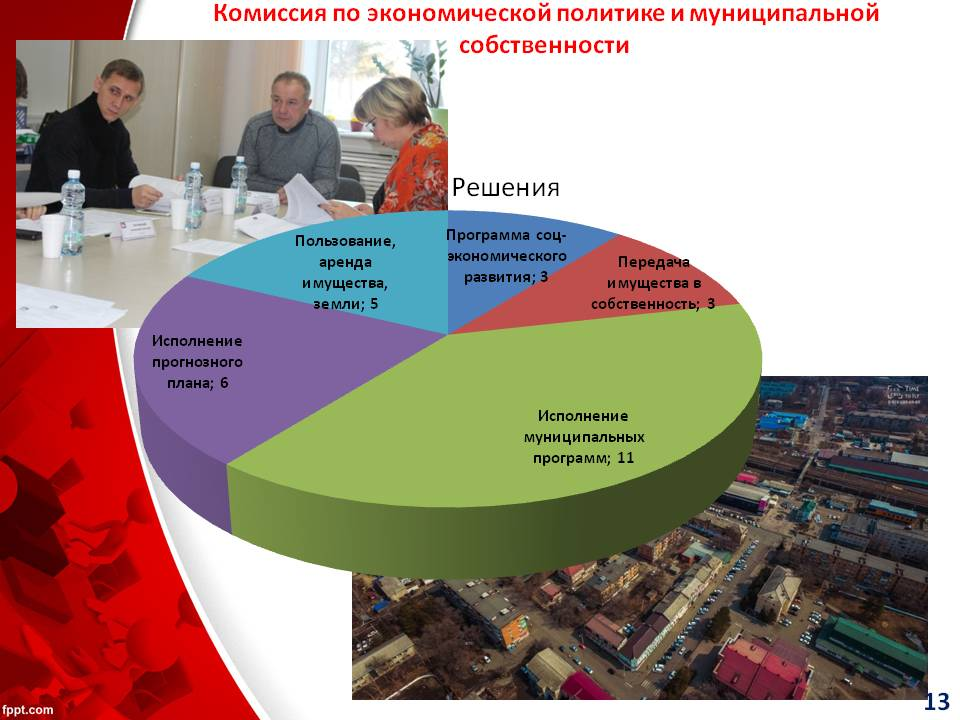 Комиссия по экономической политике и муниципальной
собственности
Решения
Программа соц-
экономического
развития; 3
Передача
имущества в
собственность; 3
Исполнение
муниципальных
программ; 11
Исполнение
прогнозного
плана; 6
Пользование,
аренда
имущества,
земли; 5
fppt.com
13